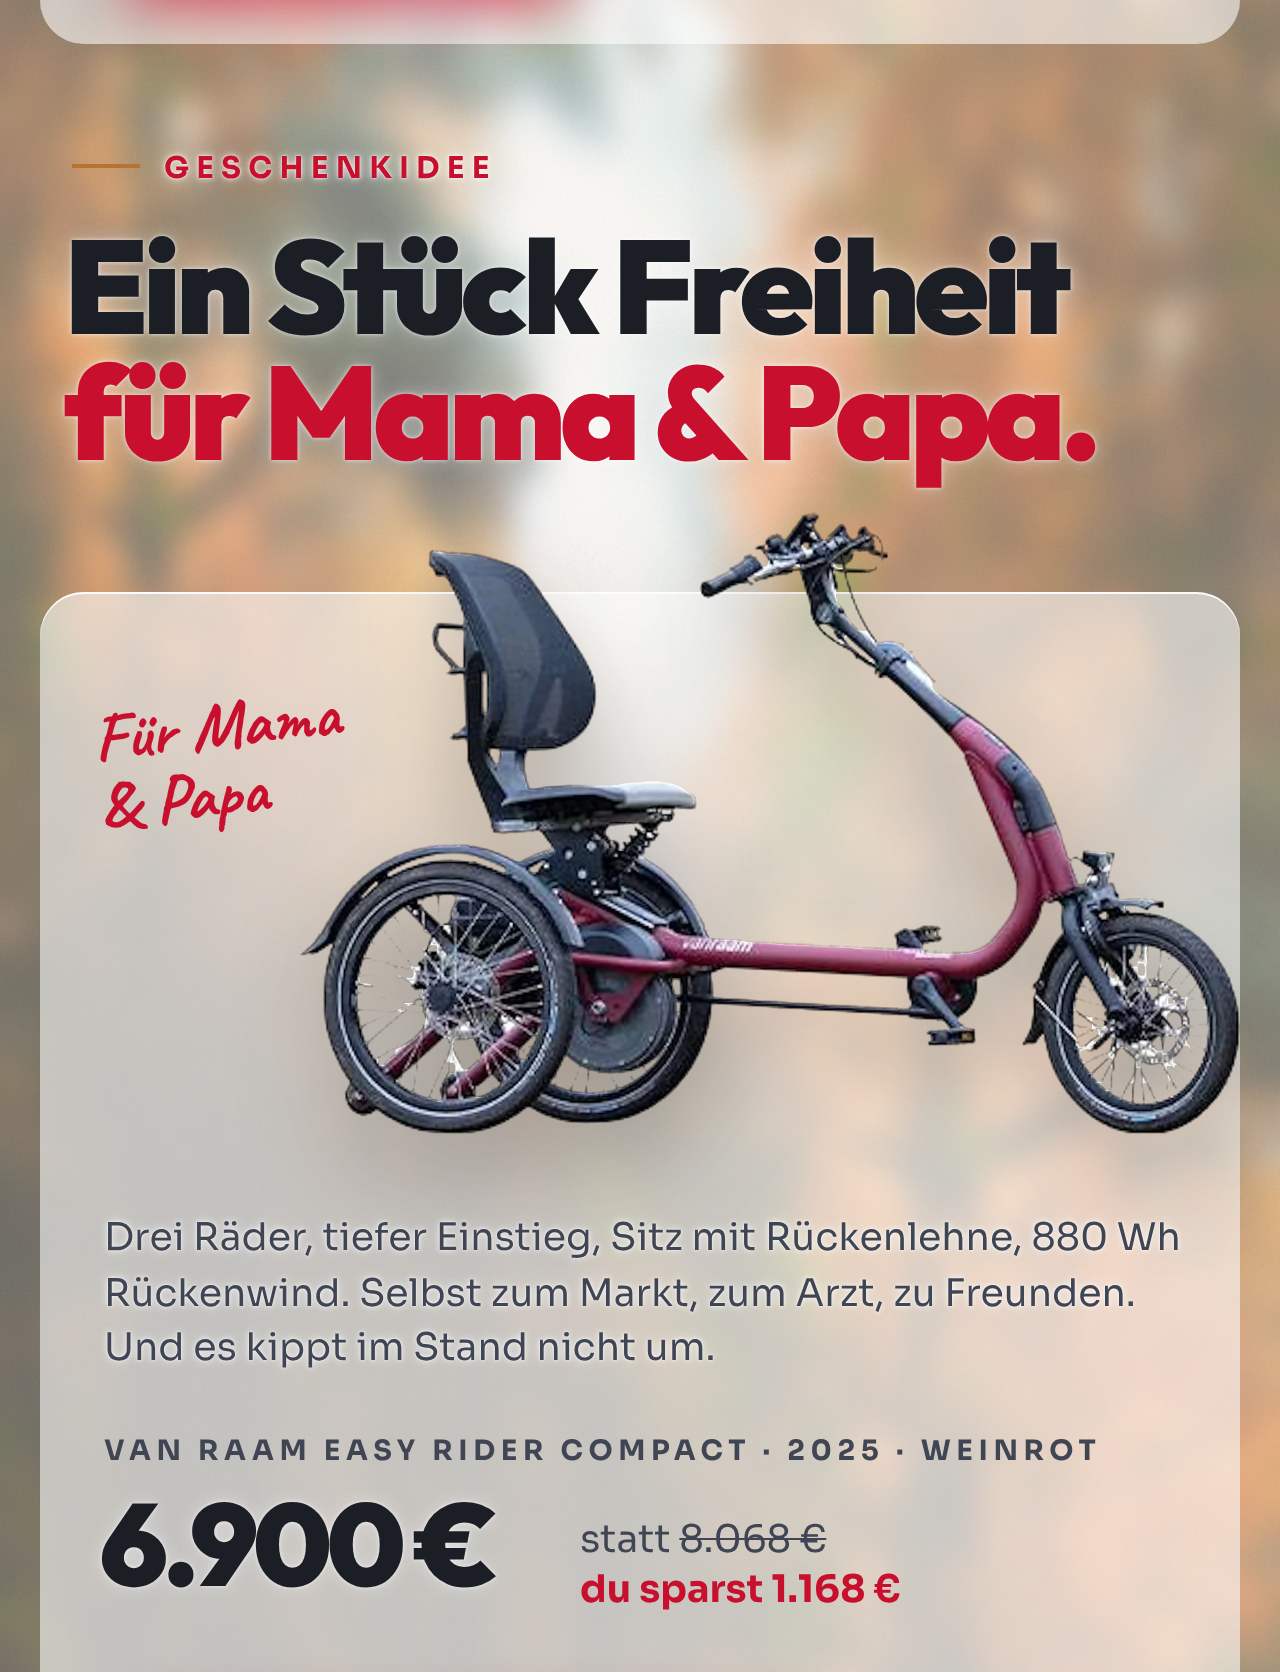 GESCHENKIDEE
Ein Stück Freiheit
für Mama & Papa.
Für Mama
& Papa
vanraam
Drei Räder, tiefer Einstieg, Sitz mit Rückenlehne, 880 Wh
Rückenwind. Selbst zum Markt, zum Arzt, zu Freunden.
Und es kippt im Stand nicht um.
VAN RAAM EASY RIDER COMPACT · 2025 · WEINROT
6.900 €
statt 8.068 €
du sparst 1.168 €